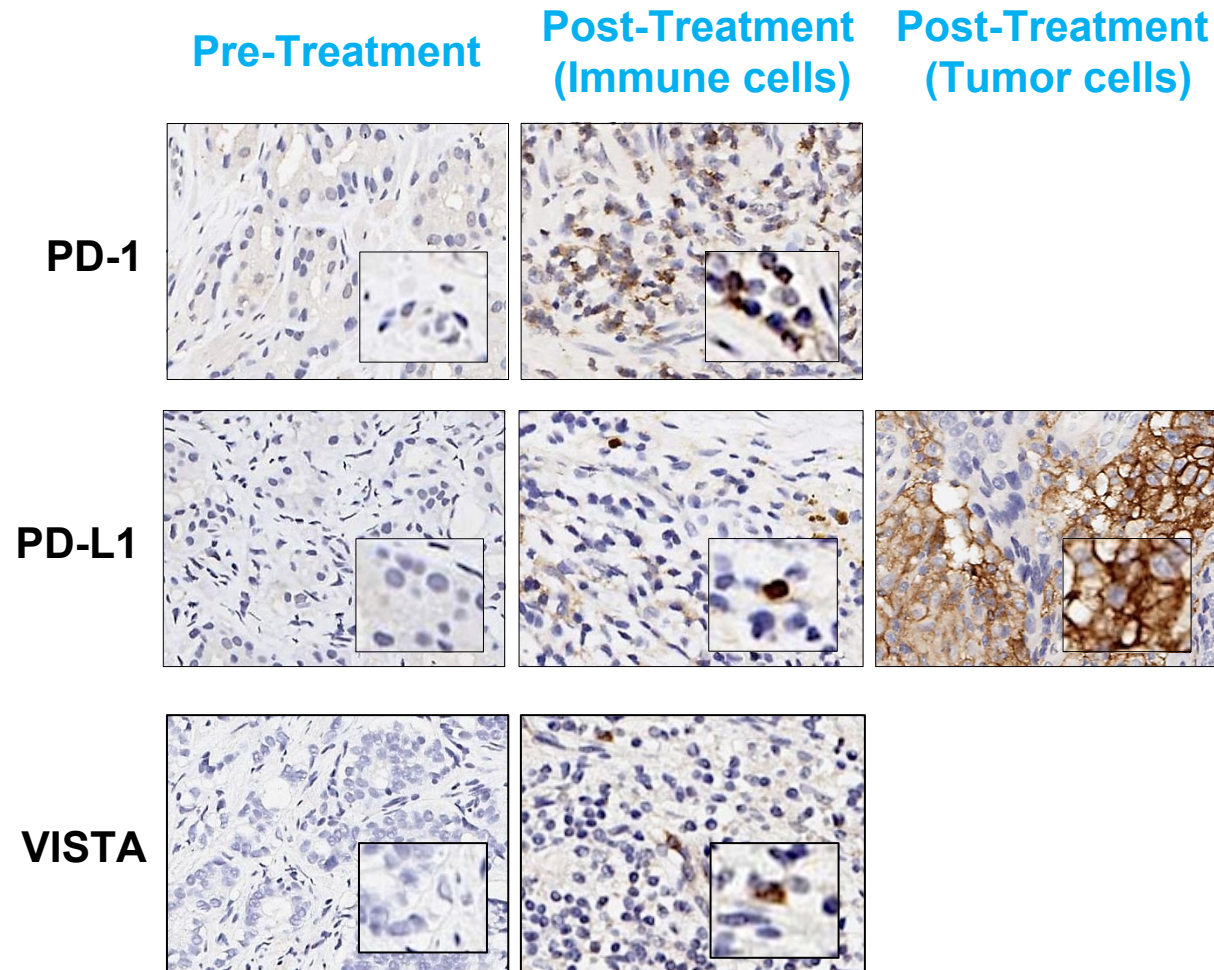 Pre-Treatment
Post-Treatment
(Immune cells)
Post-Treatment
(Tumor cells)
PD-1
PD-L1
VISTA